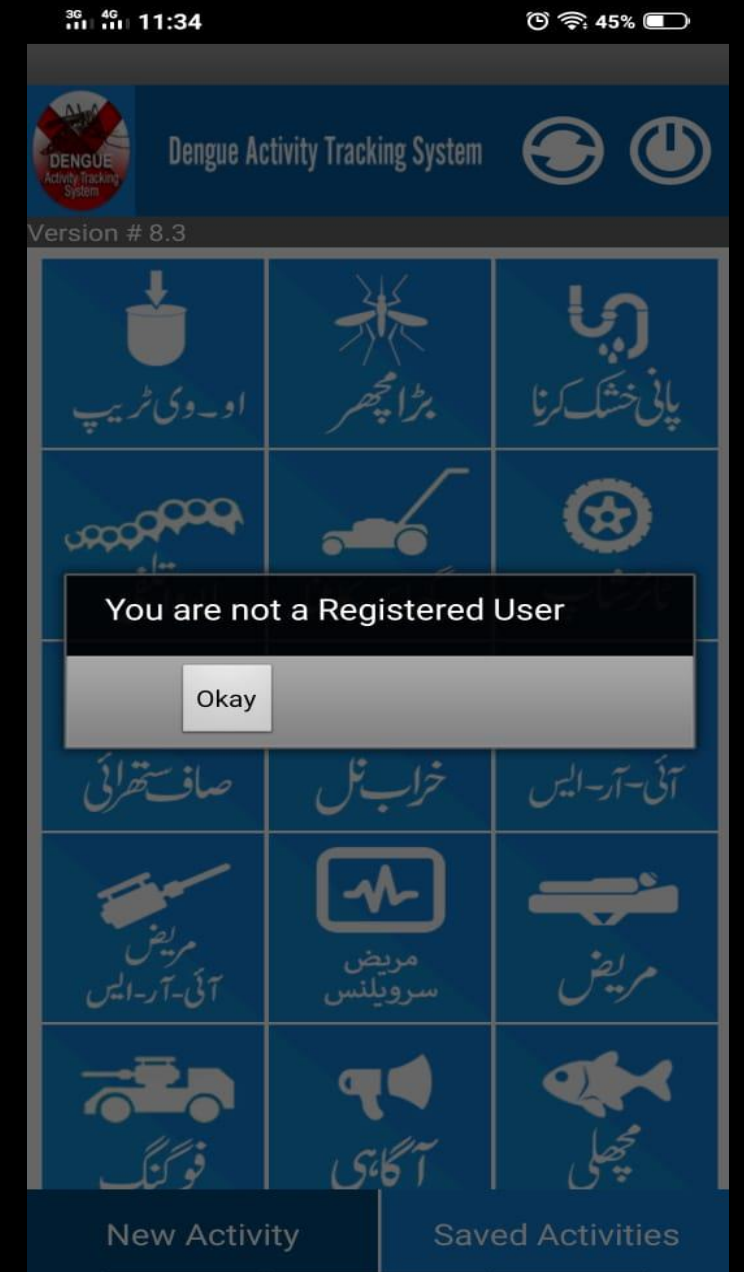 3G 4G 11:34 45%
DENGUE
Activity Tracking
System
Dengue Activity Tracking System
Version # 8.3
او-وی ٹریپ
بڑا مچھر
پانی خشک کرنا
You are not a Registered User
Okay
صاف ستھرائی
خراب نل
آئی-آر-ایس
مریض
آئی-آر-ایس
مریض
سرویلنس
مریض
فوگنگ
آگاہی
مچھلی
New Activity
Saved Activities